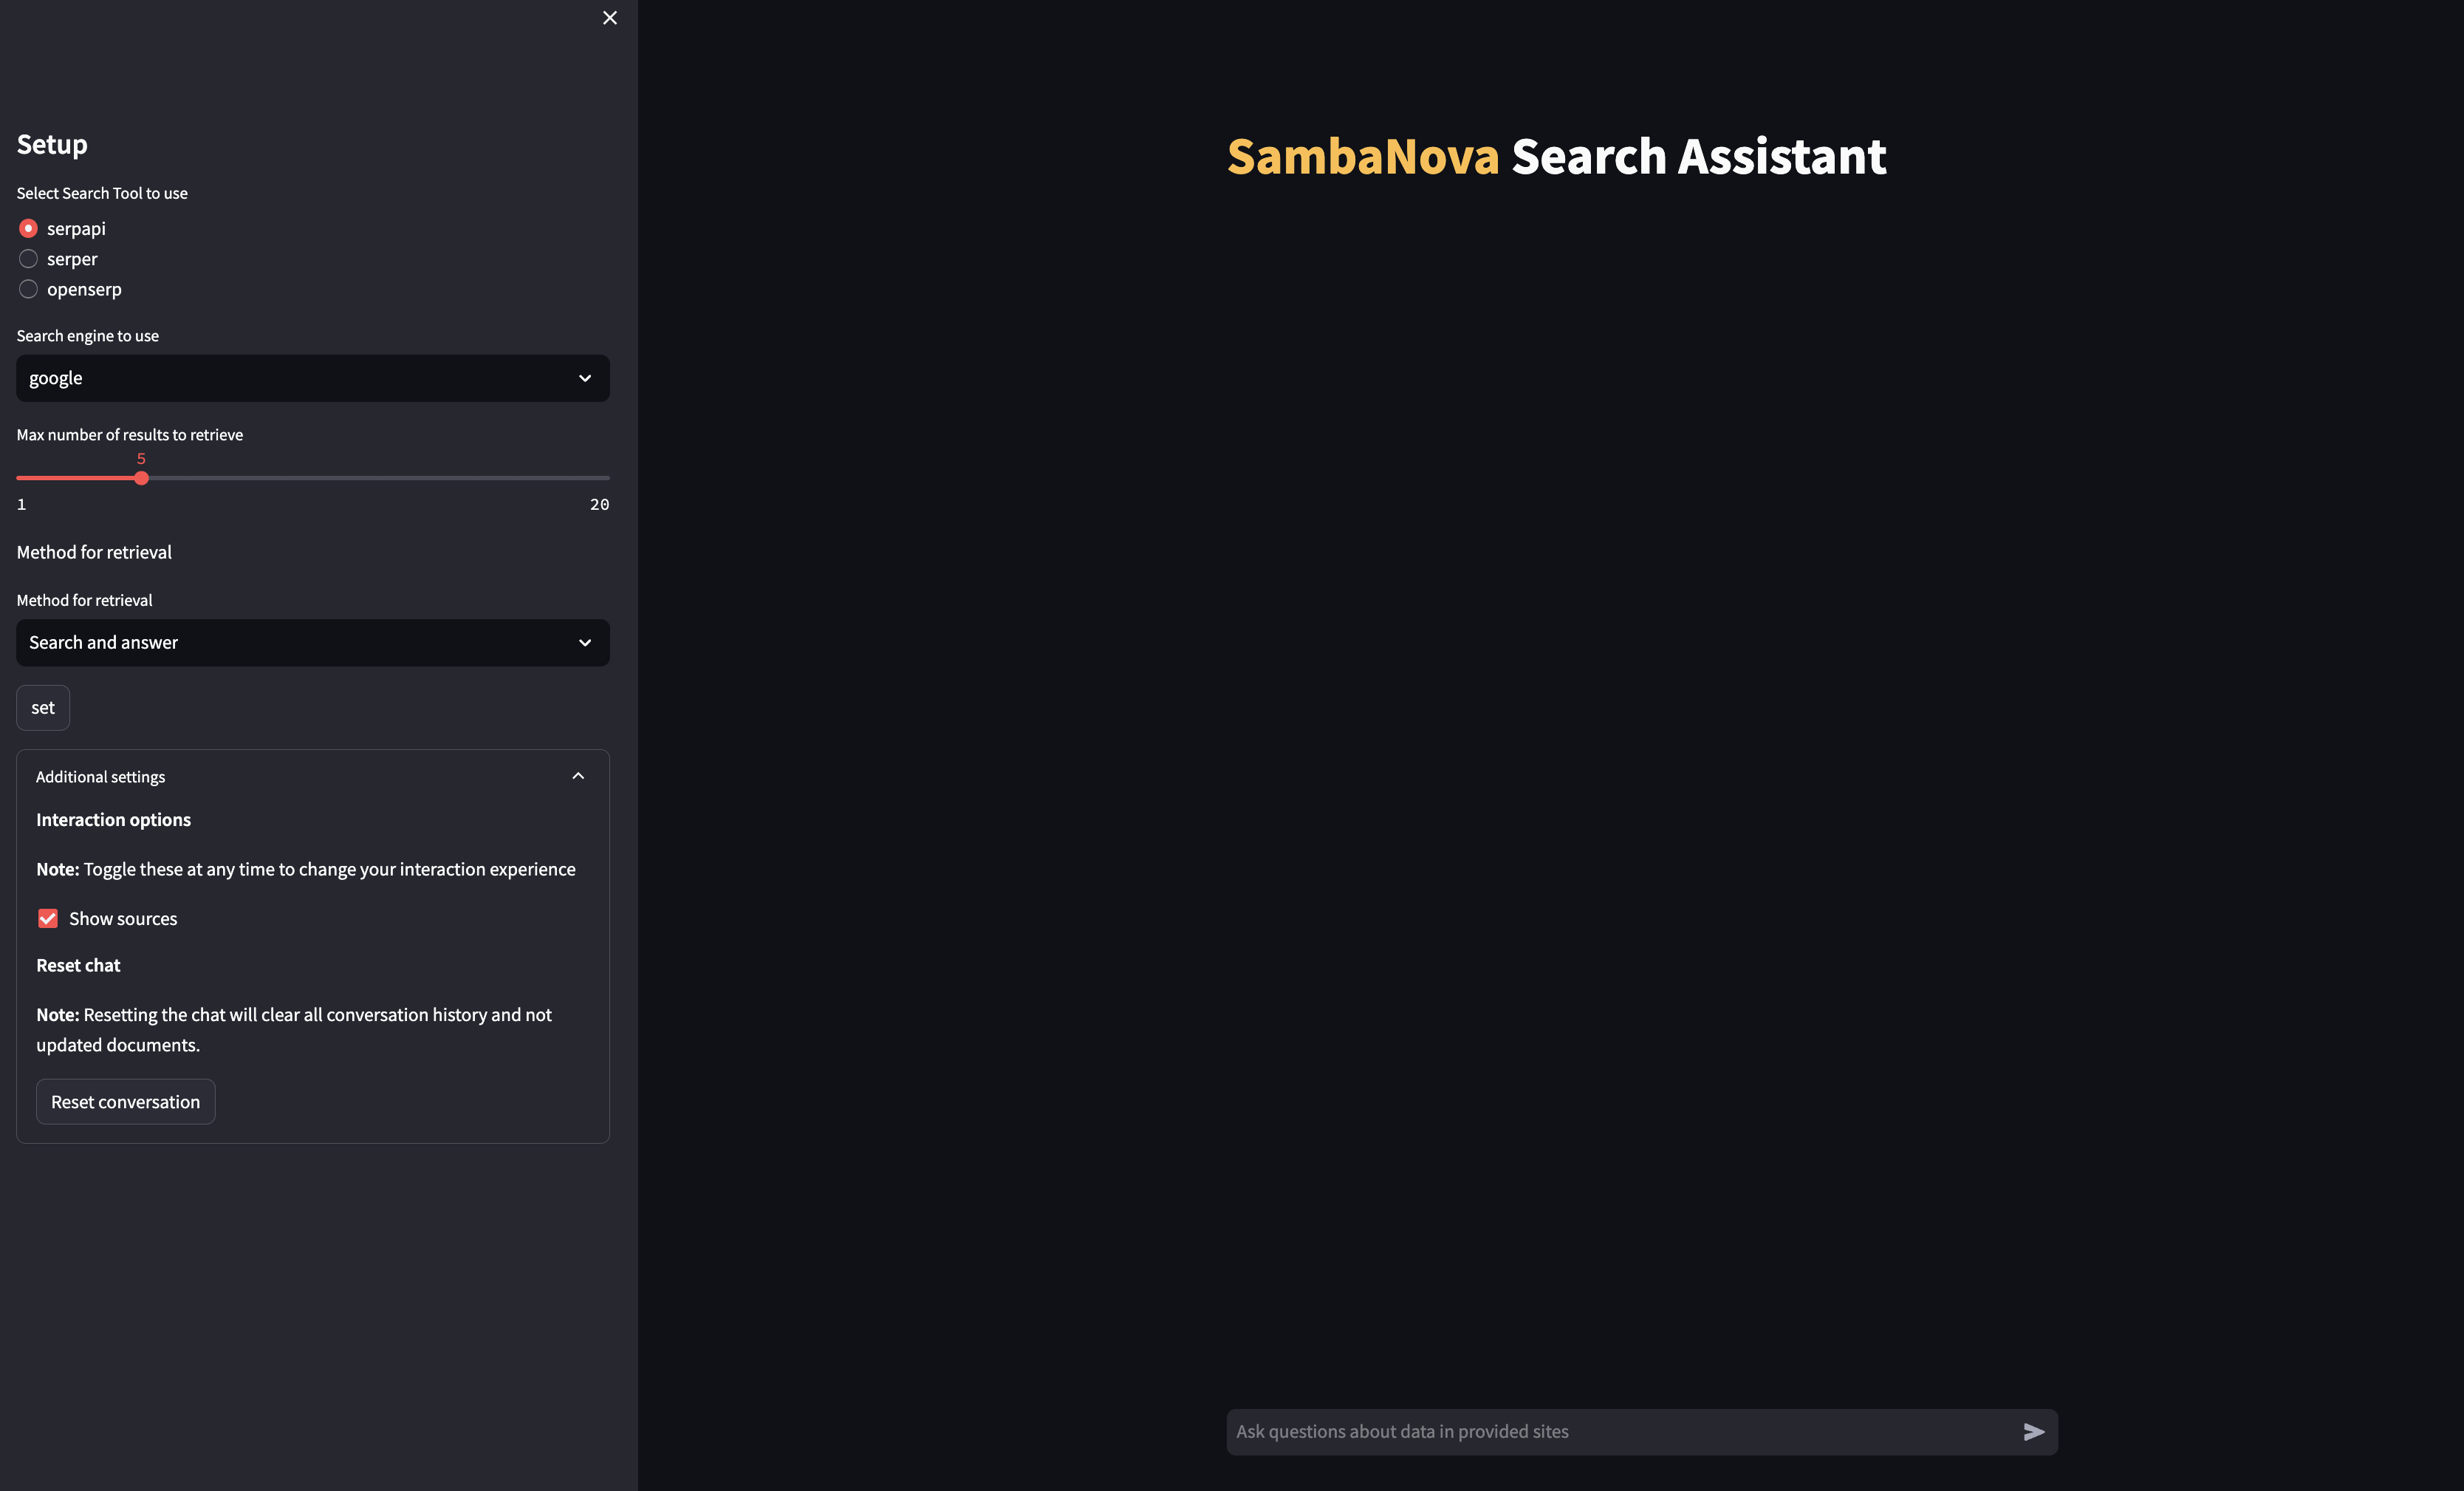 Setup
Select Search Tool to use
serpapi
serper
openserp
Search engine to use
google
Max number of results to retrieve
5
1 20
Method for retrieval
Method for retrieval
Search and answer
set
Additional settings
Interaction options
Note: Toggle these at any time to change your interaction experience
Show sources
Reset chat
Note: Resetting the chat will clear all conversation history and not
updated documents.
Reset conversation
SambaNova Search Assistant
Ask questions about data in provided sites